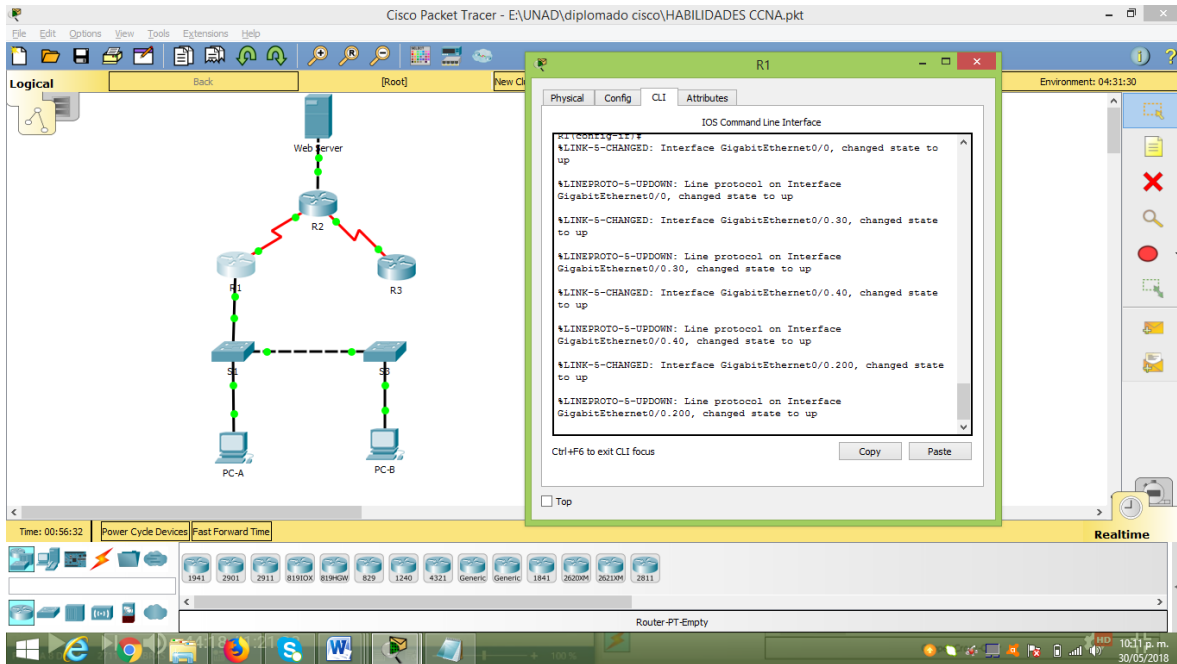 Cisco Packet Tracer - E:\UNAD\diplomado cisco\HABILIDADES CCNA.pkt
File Edit Options View Tools Extensions Help
Logical
Back
[Root]
New Cl
Environment: 04:31:30
Web Server
R2
R1
R3
S1
S3
PC-A
PC-B
R1
Physical Config CLI Attributes
IOS Command Line Interface
R1(config-if)#
%LINK-5-CHANGED: Interface GigabitEthernet0/0, changed state to
up
%LINEPROTO-5-UPDOWN: Line protocol on Interface
GigabitEthernet0/0, changed state to up
%LINK-5-CHANGED: Interface GigabitEthernet0/0.30, changed state
to up
%LINEPROTO-5-UPDOWN: Line protocol on Interface
GigabitEthernet0/0.30, changed state to up
%LINK-5-CHANGED: Interface GigabitEthernet0/0.40, changed state
to up
%LINEPROTO-5-UPDOWN: Line protocol on Interface
GigabitEthernet0/0.40, changed state to up
%LINK-5-CHANGED: Interface GigabitEthernet0/0.200, changed state
to up
%LINEPROTO-5-UPDOWN: Line protocol on Interface
GigabitEthernet0/0.200, changed state to up
Ctrl+F6 to exit CLI focus
Copy Paste
Top
Time: 00:56:32 Power Cycle Devices Fast Forward Time
Realtime
1941 2901 2911 819IOX 819HGW 829 1240 4321 Generic Generic 1841 2620XM 2621XM 2811
Router-PT-Empty
100 %
HD
10:11 p. m.
30/05/2018